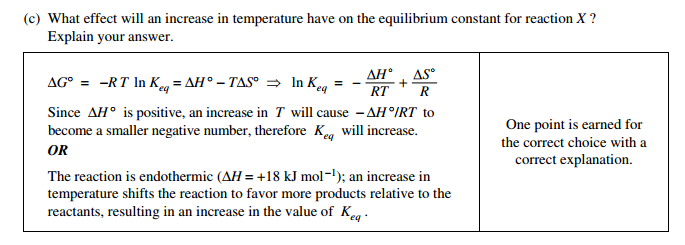 (c) What effect will an increase in temperature have on the equilibrium constant for reaction X ?
Explain your answer.
ΔG° = −RT ln Keq = ΔH° − TΔS° ⇒ ln Keq = − ΔH°/RT + ΔS°/R
Since ΔH° is positive, an increase in T will cause − ΔH°/RT to
become a smaller negative number, therefore Keq will increase.
OR
The reaction is endothermic (ΔH = +18 kJ mol−1); an increase in
temperature shifts the reaction to favor more products relative to the
reactants, resulting in an increase in the value of Keq .
One point is earned for
the correct choice with a
correct explanation.